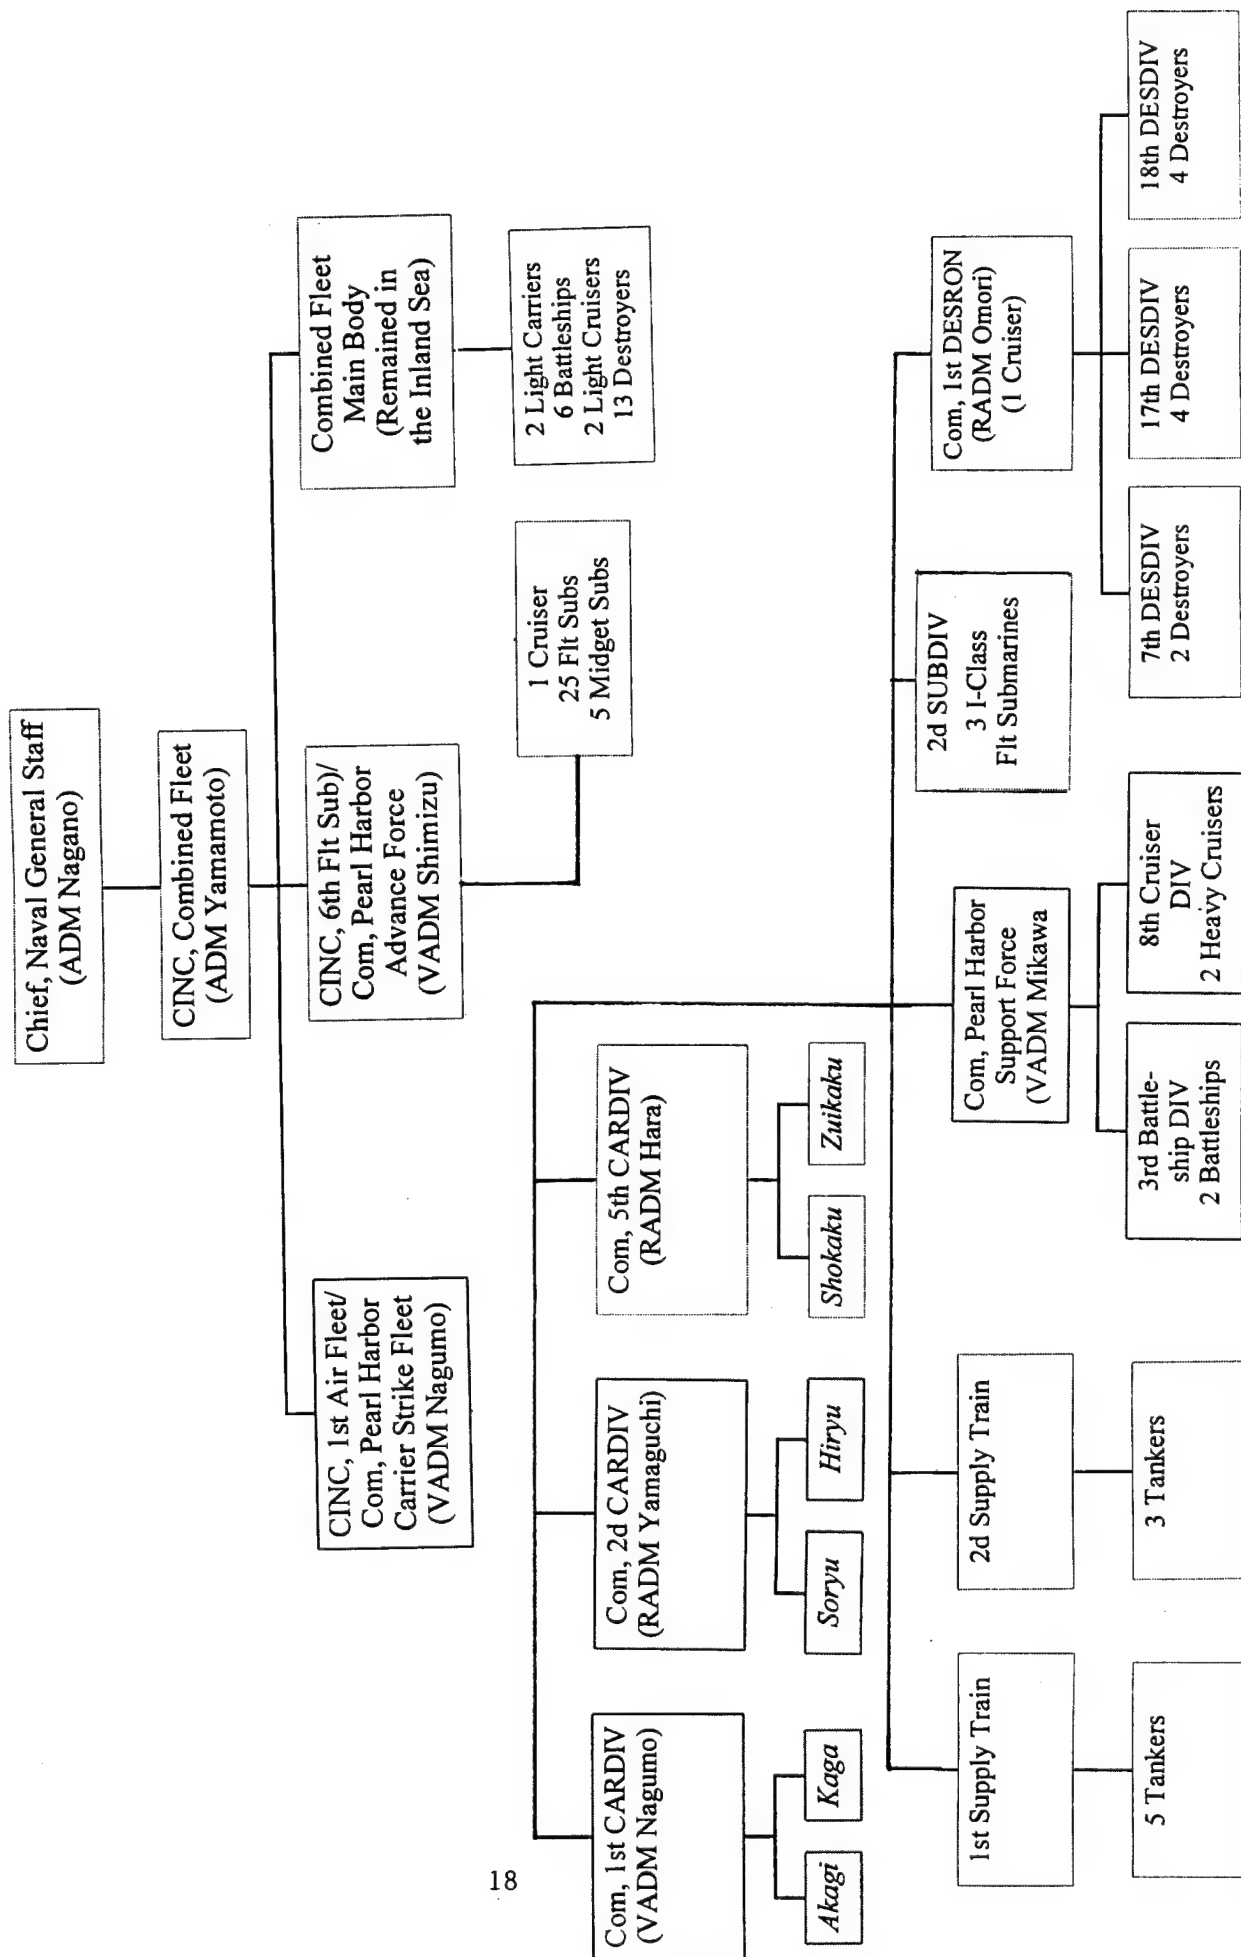 Chief, Naval General Staff
(ADM Nagano)
CINC, Combined Fleet
(ADM Yamamoto)
CINC, 1st Air Fleet/
Com, Pearl Harbor
Carrier Strike Fleet
(VADM Nagumo)
CINC, 6th Flt Sub)/
Com, Pearl Harbor
Advance Force
(VADM Shimizu)
Combined Fleet
Main Body
(Remained in
the Inland Sea)
1 Cruiser
25 Flt Subs
5 Midget Subs
2 Light Carriers
6 Battleships
2 Light Cruisers
13 Destroyers
Com, 1st CARDIV
(VADM Nagumo)
Com, 2d CARDIV
(RADM Yamaguchi)
Com, 5th CARDIV
(RADM Hara)
Akagi
Kaga
Soryu
Hiryu
Shokaku
Zuikaku
1st Supply Train
2d Supply Train
Com, Pearl Harbor
Support Force
(VADM Mikawa)
2d SUBDIV
3 I-Class
Flt Submarines
Com, 1st DESRON
(RADM Omori)
(1 Cruiser)
5 Tankers
3 Tankers
3rd Battle-
ship DIV
2 Battleships
8th Cruiser
DIV
2 Heavy Cruisers
7th DESDIV
2 Destroyers
17th DESDIV
4 Destroyers
18th DESDIV
4 Destroyers
18